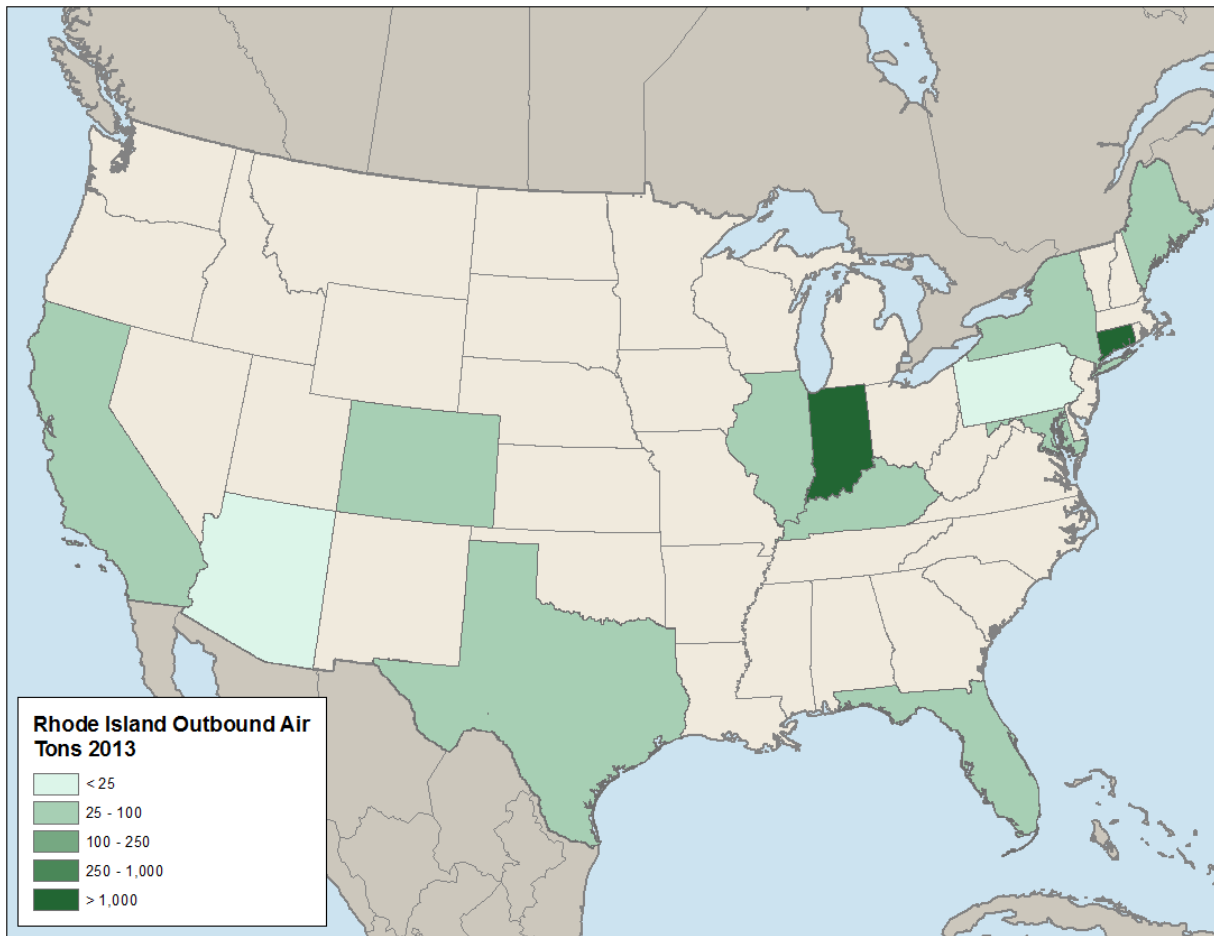 Rhode Island Outbound Air
Tons 2013
< 25
25 - 100
100 - 250
250 - 1,000
> 1,000